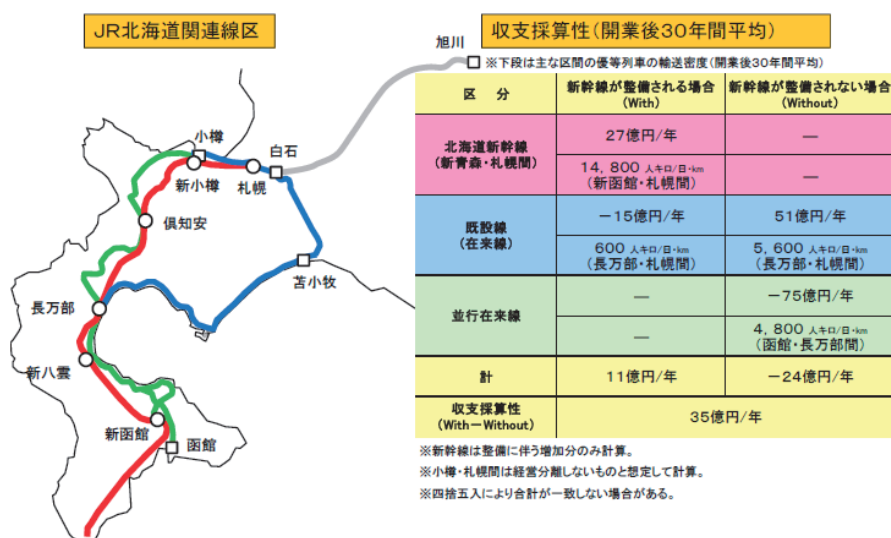 JR北海道関連線区
収支採算性(開業後30年間平均)
旭川
※下段は主な区間の優等列車の輸送密度(開業後30年間平均)
小樽
白石
新小樽
札幌
倶知安
苫小牧
長万部
新八雲
新函館
函館
区 分
新幹線が整備される場合
(With)
新幹線が整備されない場合
(Without)
北海道新幹線
(新青森・札幌間)
27億円/年
―
14,800 人キロ/日・km
(新函館・札幌間)
―
既設線
(在来線)
-15億円/年
51億円/年
600 人キロ/日・km
(長万部・札幌間)
5,600 人キロ/日・km
(長万部・札幌間)
並行在来線
―
-75億円/年
―
4,800 人キロ/日・km
(函館・長万部間)
計
11億円/年
-24億円/年
収支採算性
(With-Without)
35億円/年
※新幹線は整備に伴う増加分のみ計算。
※小樽・札幌間は経営分離しないものと想定して計算。
※四捨五入により合計が一致しない場合がある。